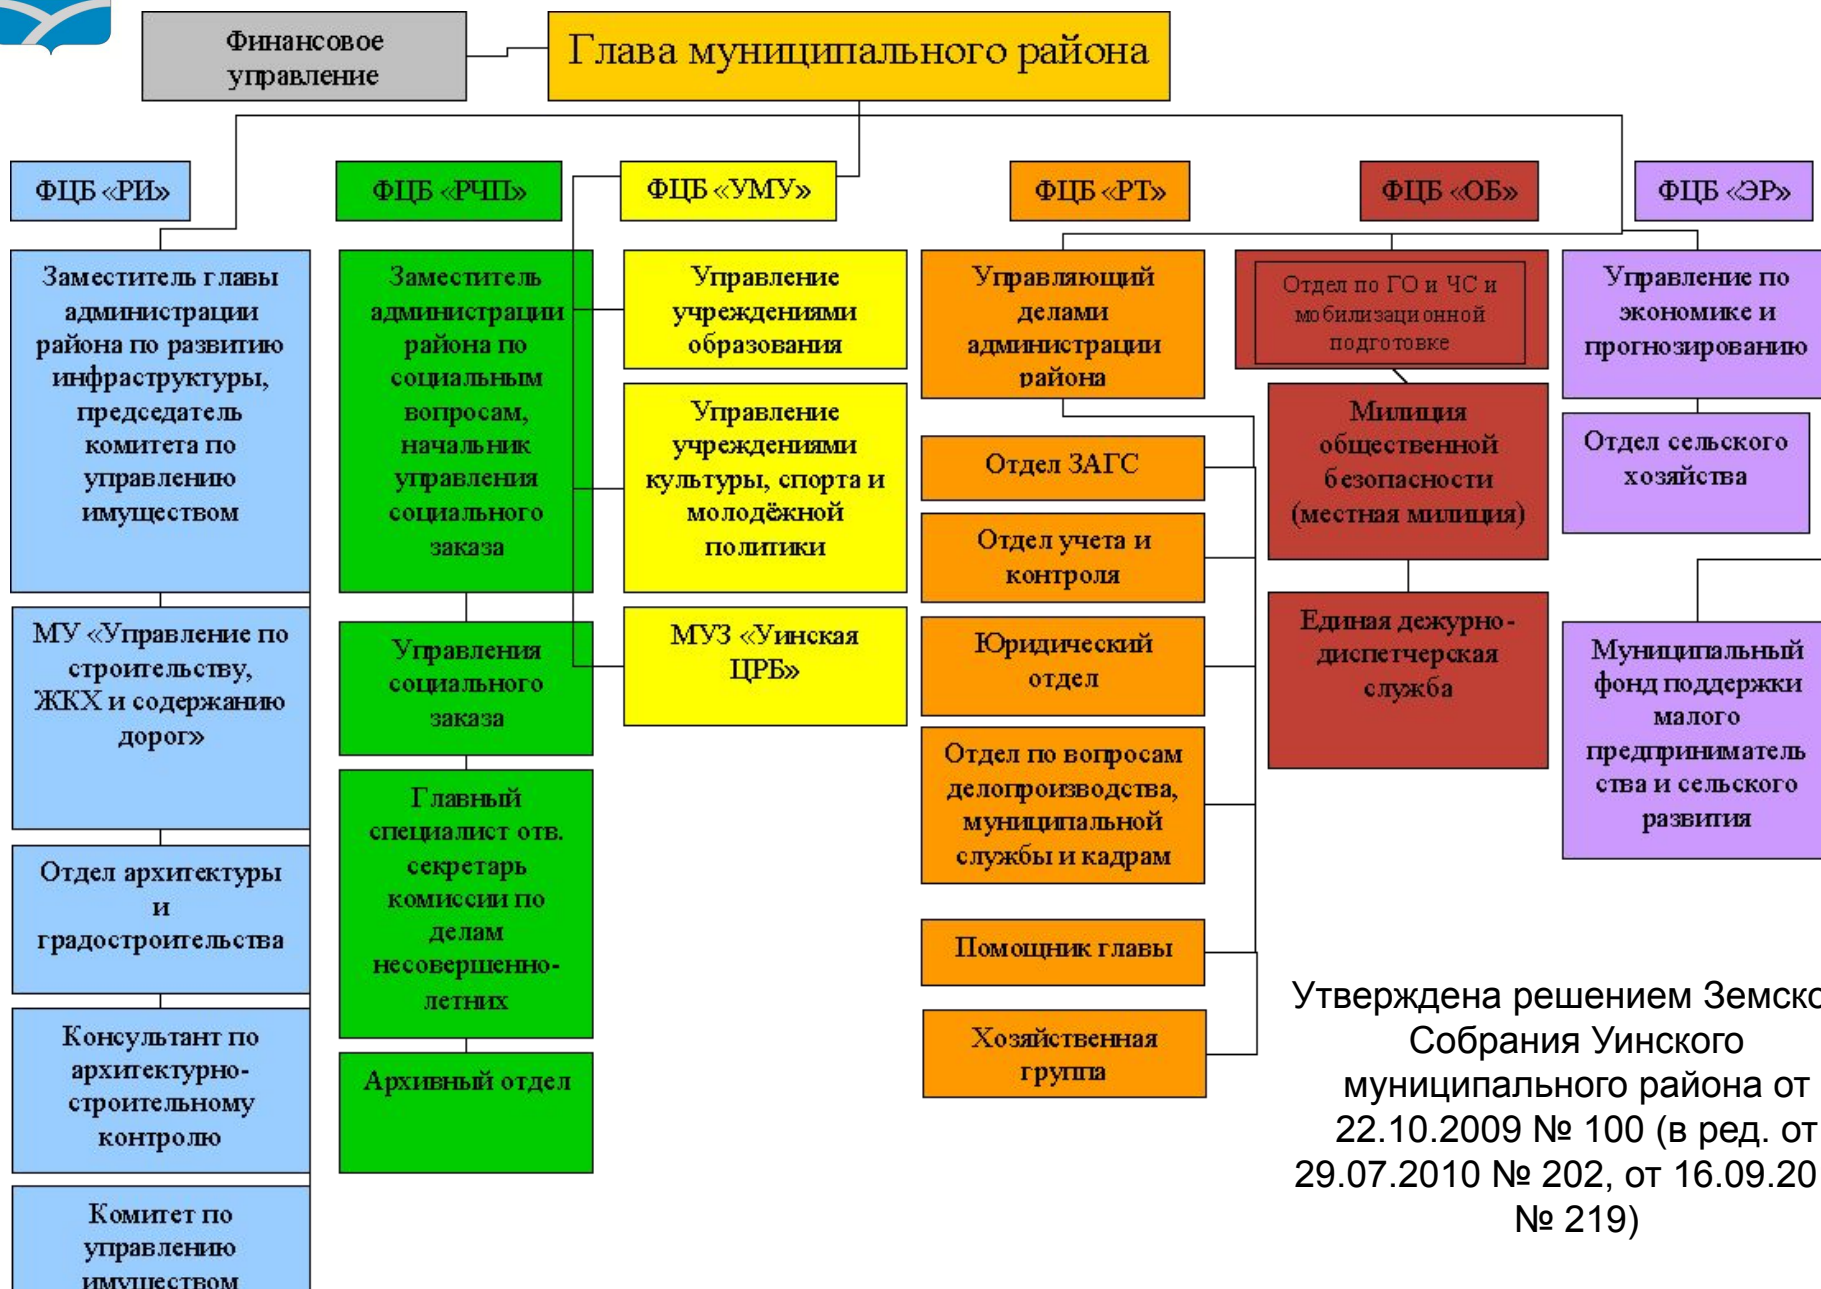 Финансовое
управление
Глава муниципального района
ФЦБ «РИ»
ФЦБ «РЧП»
ФЦБ «УМУ»
ФЦБ «РТ»
ФЦБ «ОБ»
ФЦБ «ЭР»
Заместитель главы
администрации
района по развитию
инфраструктуры,
председатель
комитета по
управлению
имуществом
МУ «Управление по
строительству,
ЖКХ и содержанию
дорог»
Отдел архитектуры
и
градостроительства
Консультант по
архитектурно-
строительному
контролю
Комитет по
управлению
имуществом
Заместитель
администрации
района по
социальным
вопросам,
начальник
управления
социального
заказа
Управления
социального
заказа
Главный
специалист отв.
секретарь
комиссии по
делам
несовершенно-
летних
Архивный отдел
Управление
учреждениями
образования
Управление
учреждениями
культуры, спорта и
молодёжной
политики
МУЗ «Уинская
ЦРБ»
Управляющий
делами
администрации
района
Отдел ЗАГС
Отдел учета и
контроля
Юридический
отдел
Отдел по вопросам
делопроизводства,
муниципальной
службы и кадрам
Помощник главы
Хозяйственная
группа
Отдел по ГО и ЧС и
мобилизационной
подготовке
Милиция
общественной
безопасности
(местная милиция)
Единая дежурно-
диспетчерская
служба
Управление по
экономике и
прогнозированию
Отдел сельского
хозяйства
Муниципальный
фонд поддержки
малого
предприниматель
ства и сельского
развития
Утверждена решением
Собрания Уинского
муниципального района от
22.10.2009 № 100 (в ред. от
29.07.2010 № 202, от
№ 219)